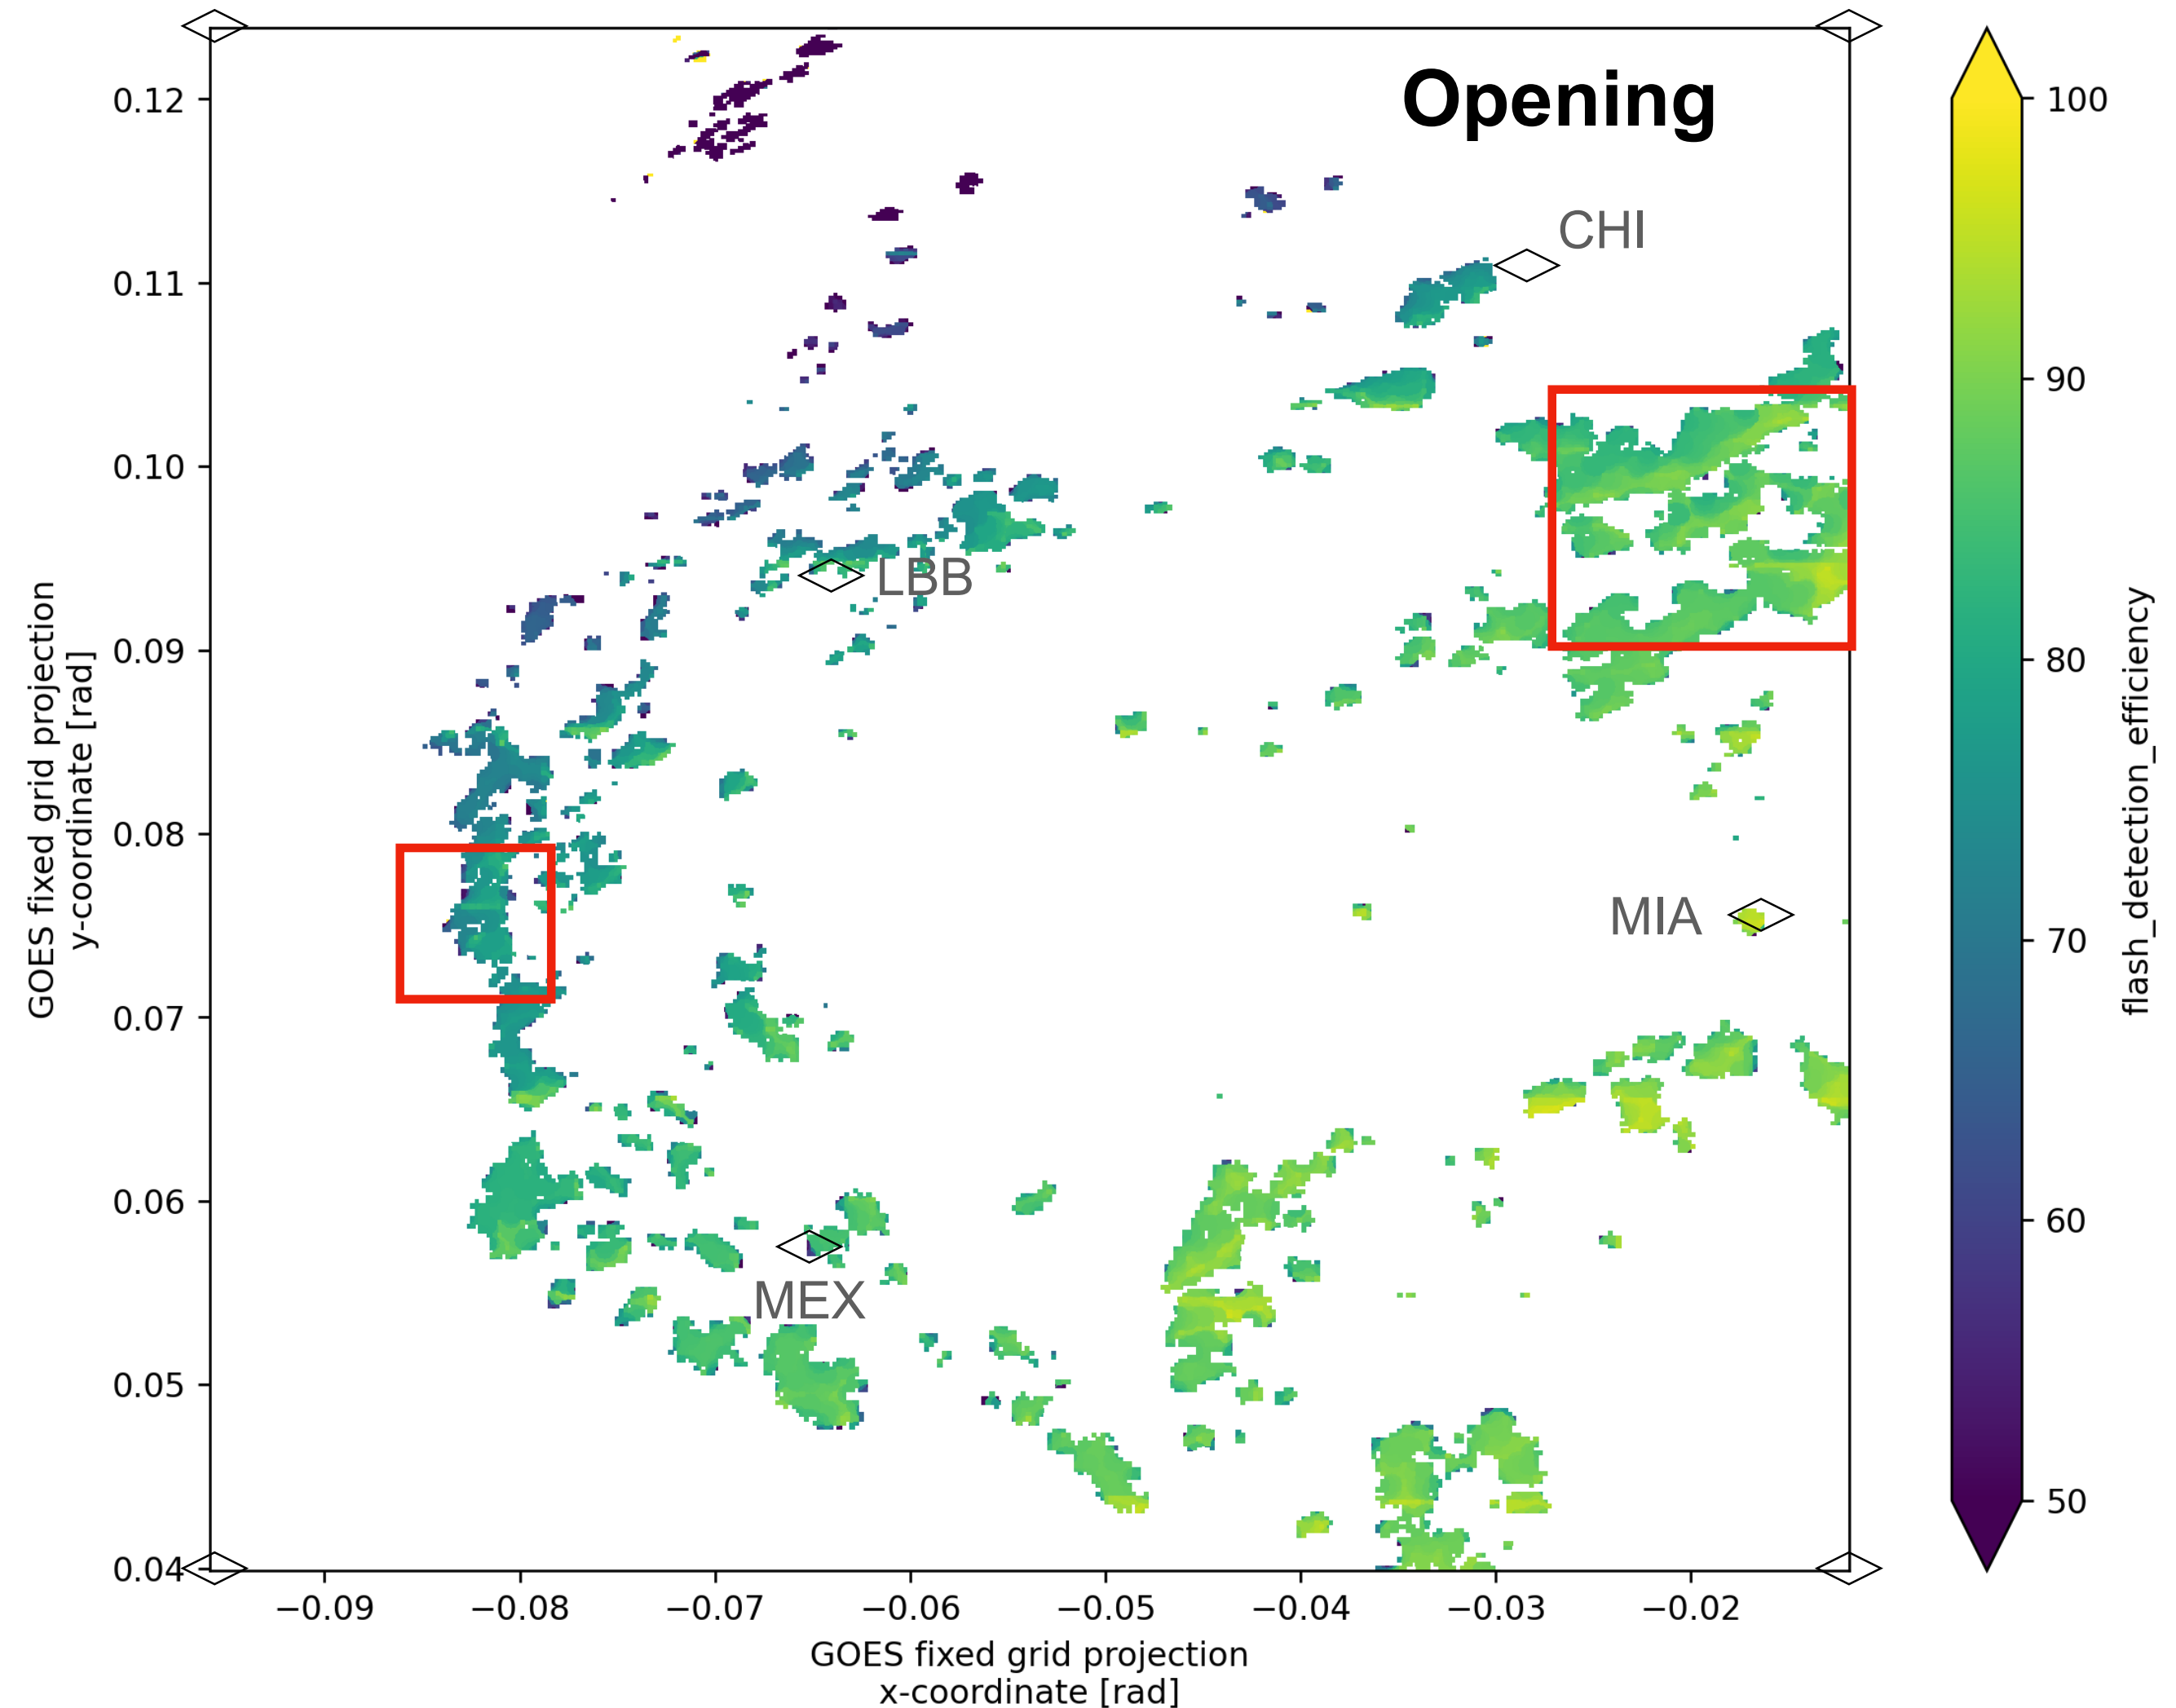 Opening
CHI
LBB
MIA
MEX
0.12
0.11
0.10
0.09
0.08
0.07
0.06
0.05
0.04
GOES fixed grid projection
y-coordinate [rad]
−0.09
−0.08
−0.07
−0.06
−0.05
−0.04
−0.03
−0.02
GOES fixed grid projection
x-coordinate [rad]
100
90
80
70
60
50
flash_detection_efficiency